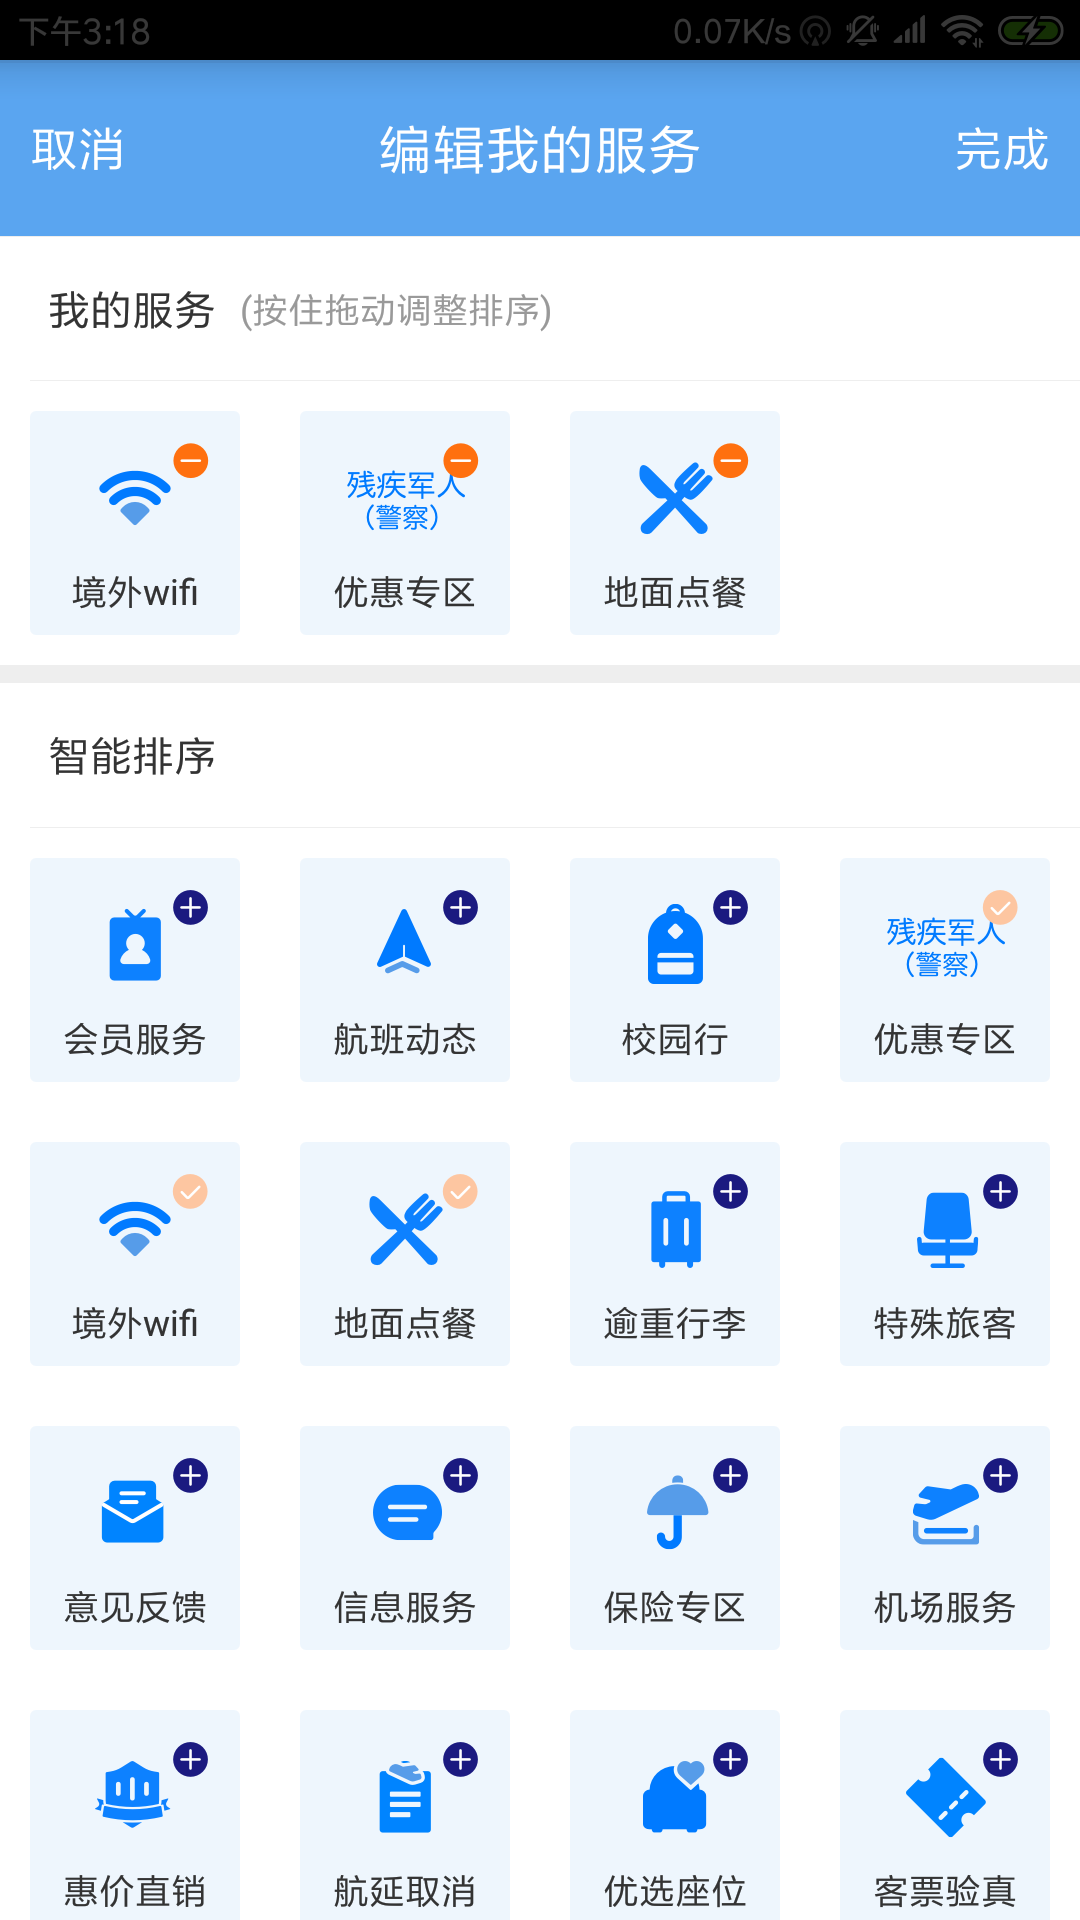 下午3:18 0.07K/s
取消 编辑我的服务 完成
我的服务 (按住拖动调整排序)
残疾军人
（警察）
境外wifi 优惠专区 地面点餐
智能排序
残疾军人
（警察）
会员服务 航班动态 校园行 优惠专区
境外wifi 地面点餐 逾重行李 特殊旅客
意见反馈 信息服务 保险专区 机场服务
惠价直销 航延取消 优选座位 客票验真